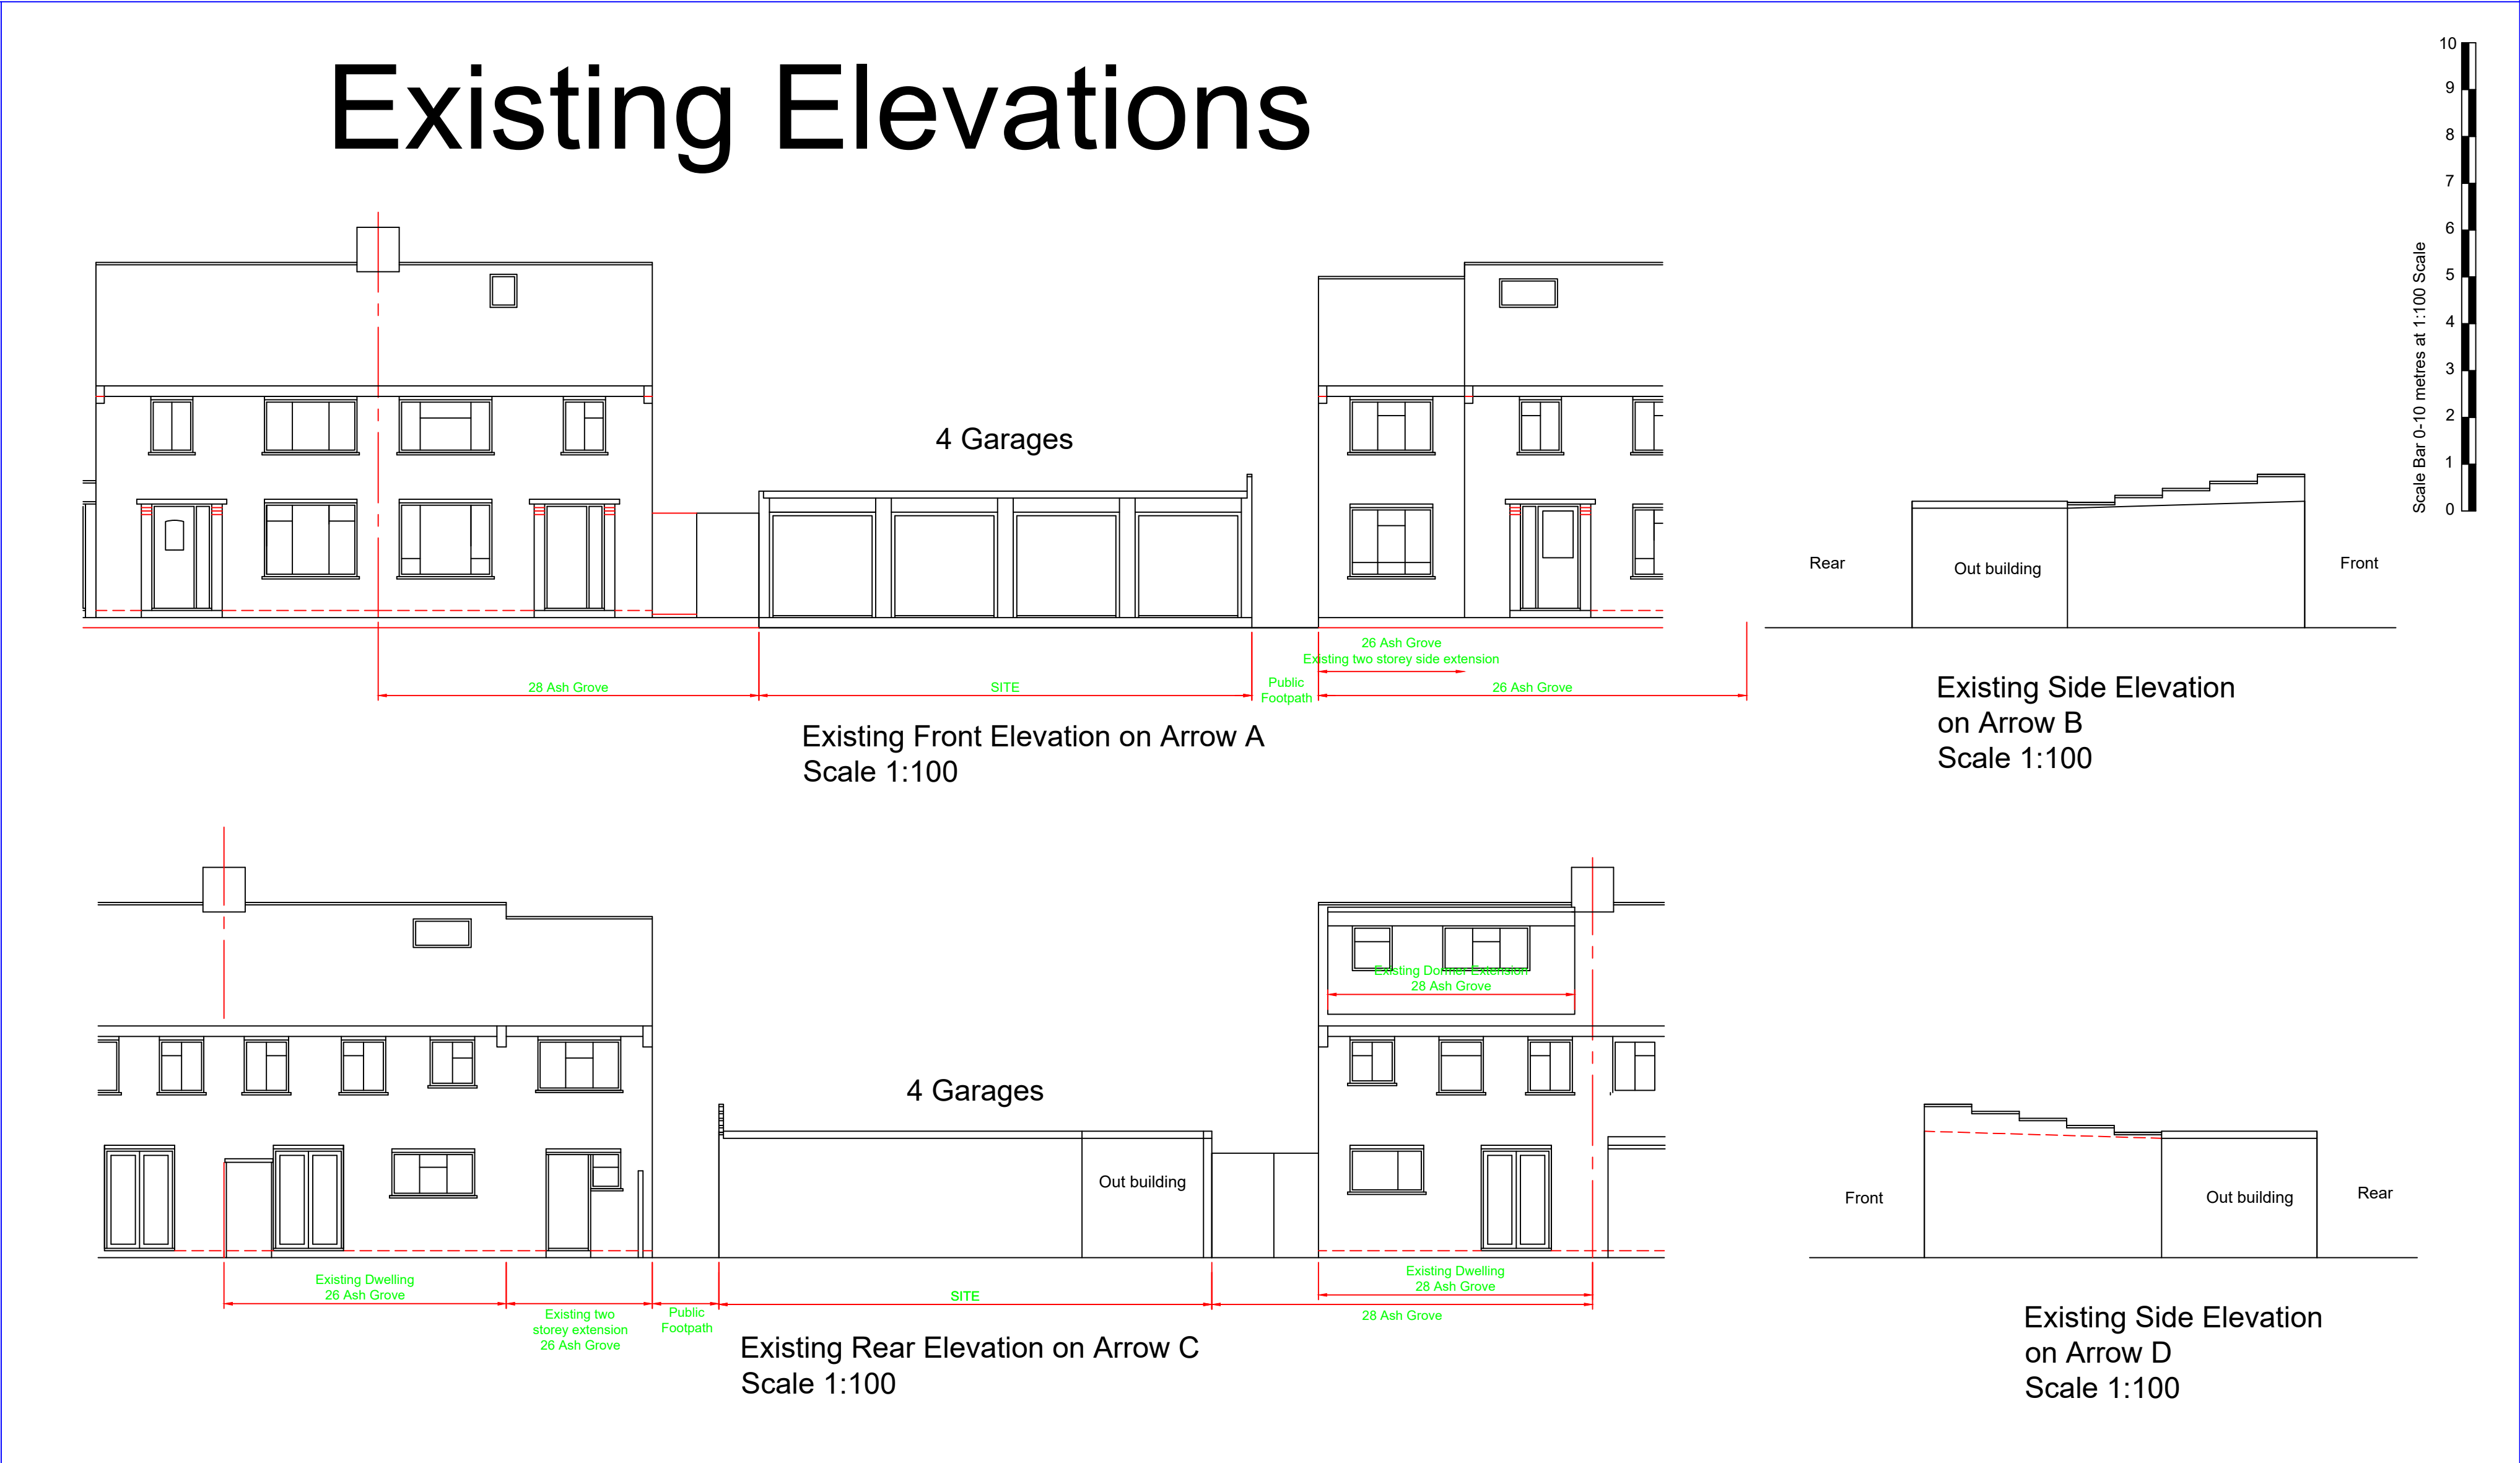 Existing Elevations
10
9
8
7
6
5
4
3
2
1
0
Scale Bar 0-10 metres at 1:100 Scale
4 Garages
Rear
Out building
Front
26 Ash Grove
Existing two storey side extension
28 Ash Grove
SITE
Public
Footpath
26 Ash Grove
Existing Front Elevation on Arrow A
Scale 1:100
Existing Side Elevation
on Arrow B
Scale 1:100
Existing Dormer Extension
28 Ash Grove
4 Garages
Out building
Front
Out building
Rear
Existing Dwelling
26 Ash Grove
Existing two
storey extension
26 Ash Grove
Public
Footpath
SITE
Existing Dwelling
28 Ash Grove
28 Ash Grove
Existing Rear Elevation on Arrow C
Scale 1:100
Existing Side Elevation
on Arrow D
Scale 1:100